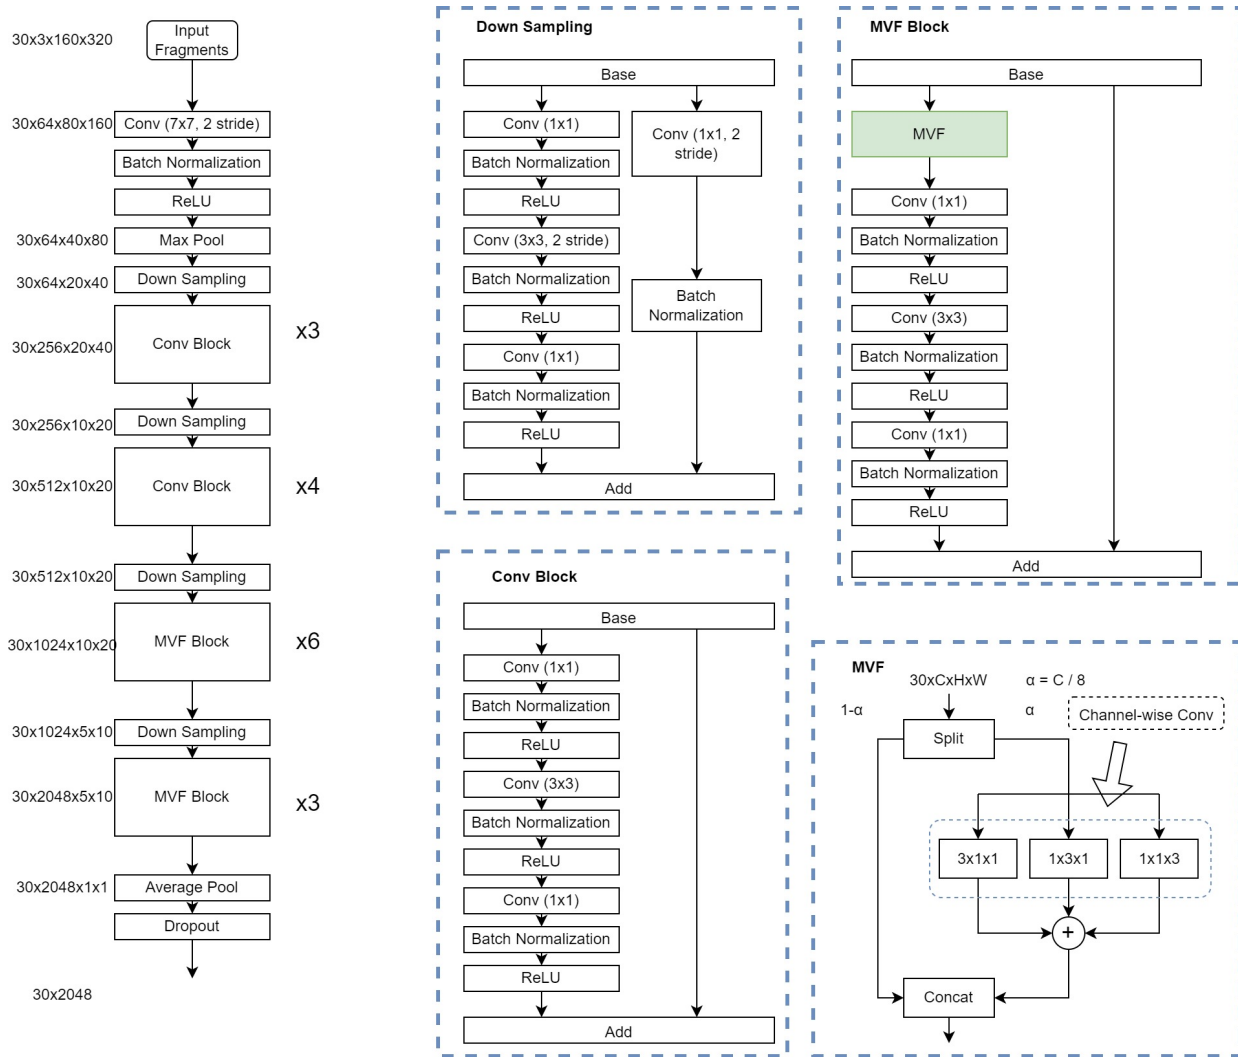 30x3x160x320
Input
Fragments
30x64x80x160
Conv (7x7, 2 stride)
Batch Normalization
ReLU
30x64x40x80
Max Pool
30x64x20x40
Down Sampling
30x256x20x40
Conv Block
x3
30x256x10x20
Down Sampling
30x512x10x20
Conv Block
x4
30x512x10x20
Down Sampling
30x1024x10x20
MVF Block
x6
30x1024x5x10
Down Sampling
30x2048x5x10
MVF Block
x3
30x2048x1x1
Average Pool
Dropout
30x2048
Down Sampling
Base
Conv (1x1)
Batch Normalization
ReLU
Conv (3x3, 2 stride)
Batch Normalization
ReLU
Conv (1x1)
Batch Normalization
ReLU
Conv (1x1, 2
stride)
Batch
Normalization
Add
Conv Block
Base
Conv (1x1)
Batch Normalization
ReLU
Conv (3x3)
Batch Normalization
ReLU
Conv (1x1)
Batch Normalization
ReLU
Add
MVF Block
Base
MVF
Conv (1x1)
Batch Normalization
ReLU
Conv (3x3)
Batch Normalization
ReLU
Conv (1x1)
Batch Normalization
ReLU
Add
MVF
30xCxHxW
α = C / 8
1-α
α
Channel-wise Conv
Split
3x1x1
1x3x1
1x1x3
+
Concat